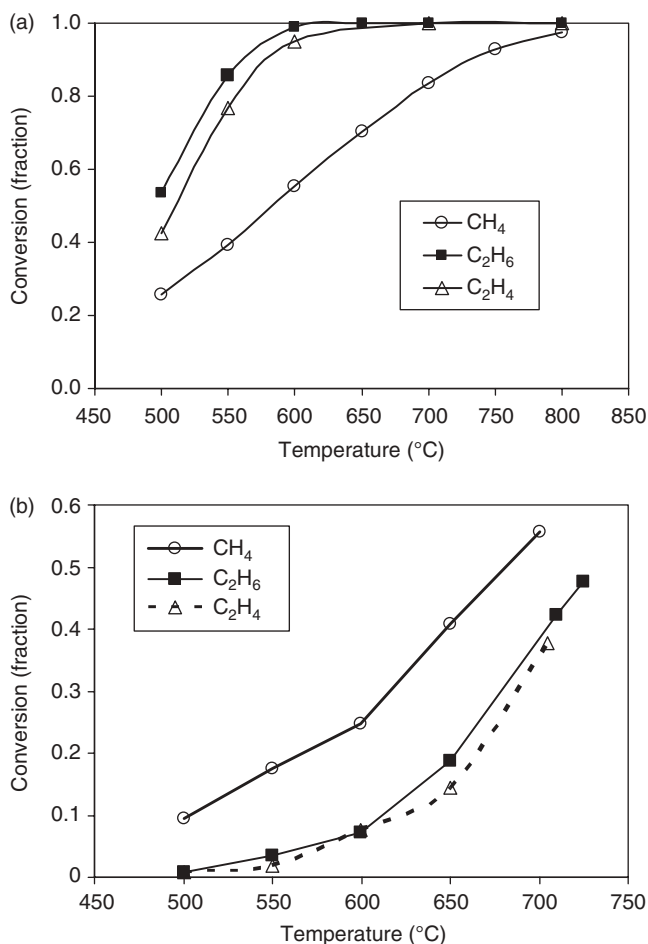 (a)
1.0
0.8
0.6
0.4
0.2
0.0
Conversion (fraction)
CH₄
C₂H₆
C₂H₄
450 500 550 600 650 700 750 800 850
Temperature (°C)
(b)
0.6
0.5
0.4
0.3
0.2
0.1
0
Conversion (fraction)
CH₄
C₂H₆
C₂H₄
450 500 550 600 650 700 750
Temperature (°C)